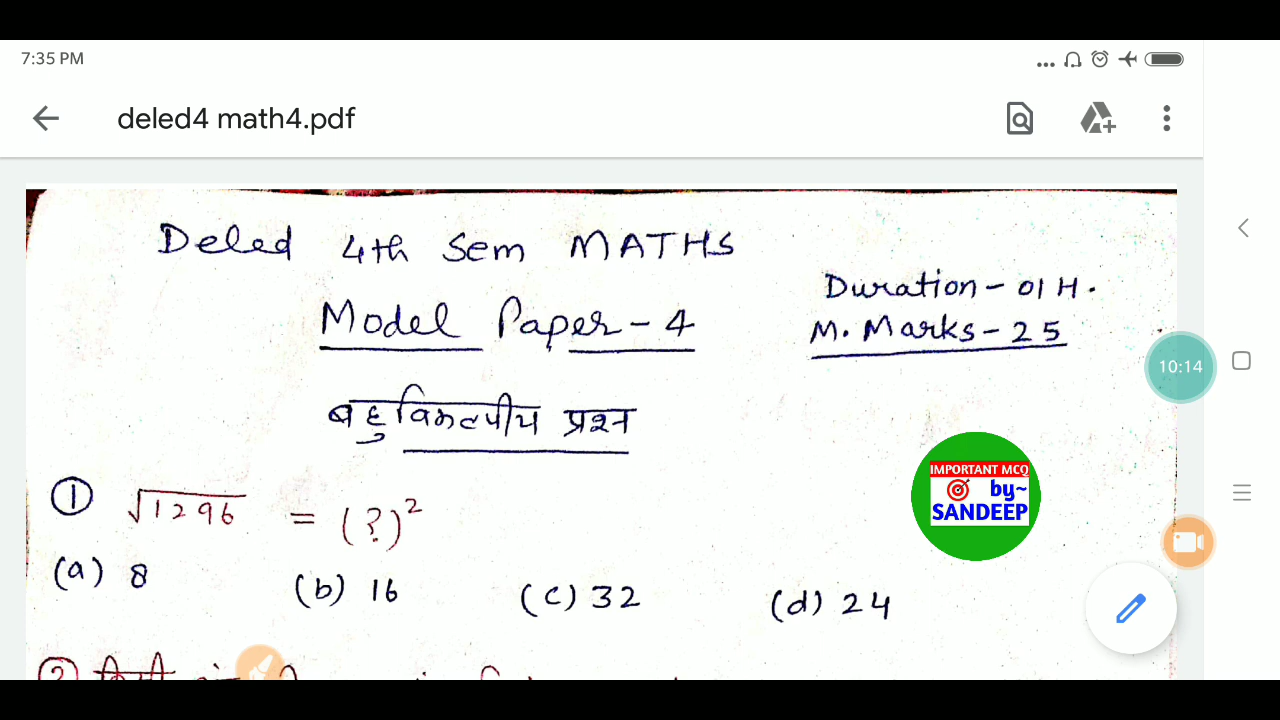 7:35 PM
deled4 math4.pdf
Deled 4th Sem MATHS
Duration - 01 H.
Model Paper - 4
M. Marks - 25
बहुविकल्पीय प्रश्न
10:14
IMPORTANT MCQ
by~
SANDEEP
① √1296 = (?)²
(a) 8 (b) 16 (c) 32 (d) 24
②